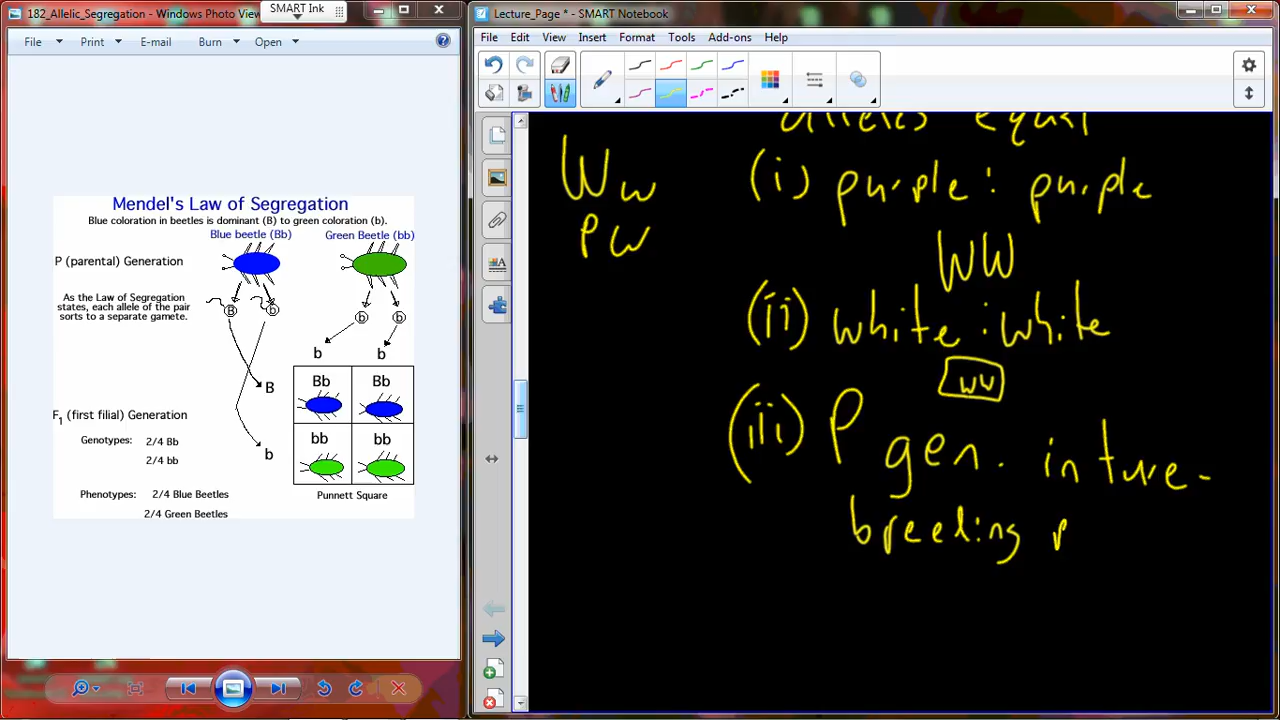 182_Allelic_Segregation - Windows Photo View
SMART Ink
File Print E-mail Burn Open
Mendel's Law of Segregation
Blue coloration in beetles is dominant (B) to green coloration (b).
Blue beetle (Bb) Green Beetle (bb)
P (parental) Generation
As the Law of Segregation
states, each allele of the pair
sorts to a separate gamete.
B b b b
b b
Bb Bb
B
F1 (first filial) Generation
Genotypes: 2/4 Bb
2/4 bb
bb bb
b
Phenotypes: 2/4 Blue Beetles
Punnett Square
2/4 Green Beetles
Lecture_Page * - SMART Notebook
File Edit View Insert Format Tools Add-ons Help
alleles equal
Ww
PW
(i) purple : purple
WW
(ii) white : white
ww
(iii) P gen. in ture-
breeding p